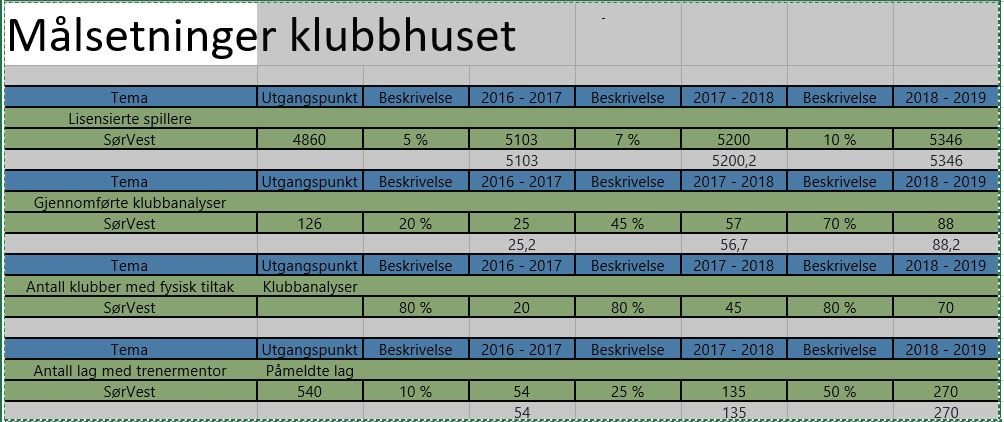 Målsetninger klubbhuset
Tema Utgangspunkt Beskrivelse 2016 - 2017 Beskrivelse 2017 - 2018 Beskrivelse 2018 - 2019
Lisensierte spillere
SørVest 4860 5 % 5103 7 % 5200 10 % 5346
5103 5200,2 5346
Tema Utgangspunkt Beskrivelse 2016 - 2017 Beskrivelse 2017 - 2018 Beskrivelse 2018 - 2019
Gjennomførte klubbanalyser
SørVest 126 20 % 25 45 % 57 70 % 88
25,2 56,7 88,2
Tema Utgangspunkt Beskrivelse 2016 - 2017 Beskrivelse 2017 - 2018 Beskrivelse 2018 - 2019
Antall klubber med fysisk tiltak Klubbanalyser
SørVest 80 % 20 80 % 45 80 % 70
Tema Utgangspunkt Beskrivelse 2016 - 2017 Beskrivelse 2017 - 2018 Beskrivelse 2018 - 2019
Antall lag med trenermentor Påmeldte lag
SørVest 540 10 % 54 25 % 135 50 % 270
54 135 270